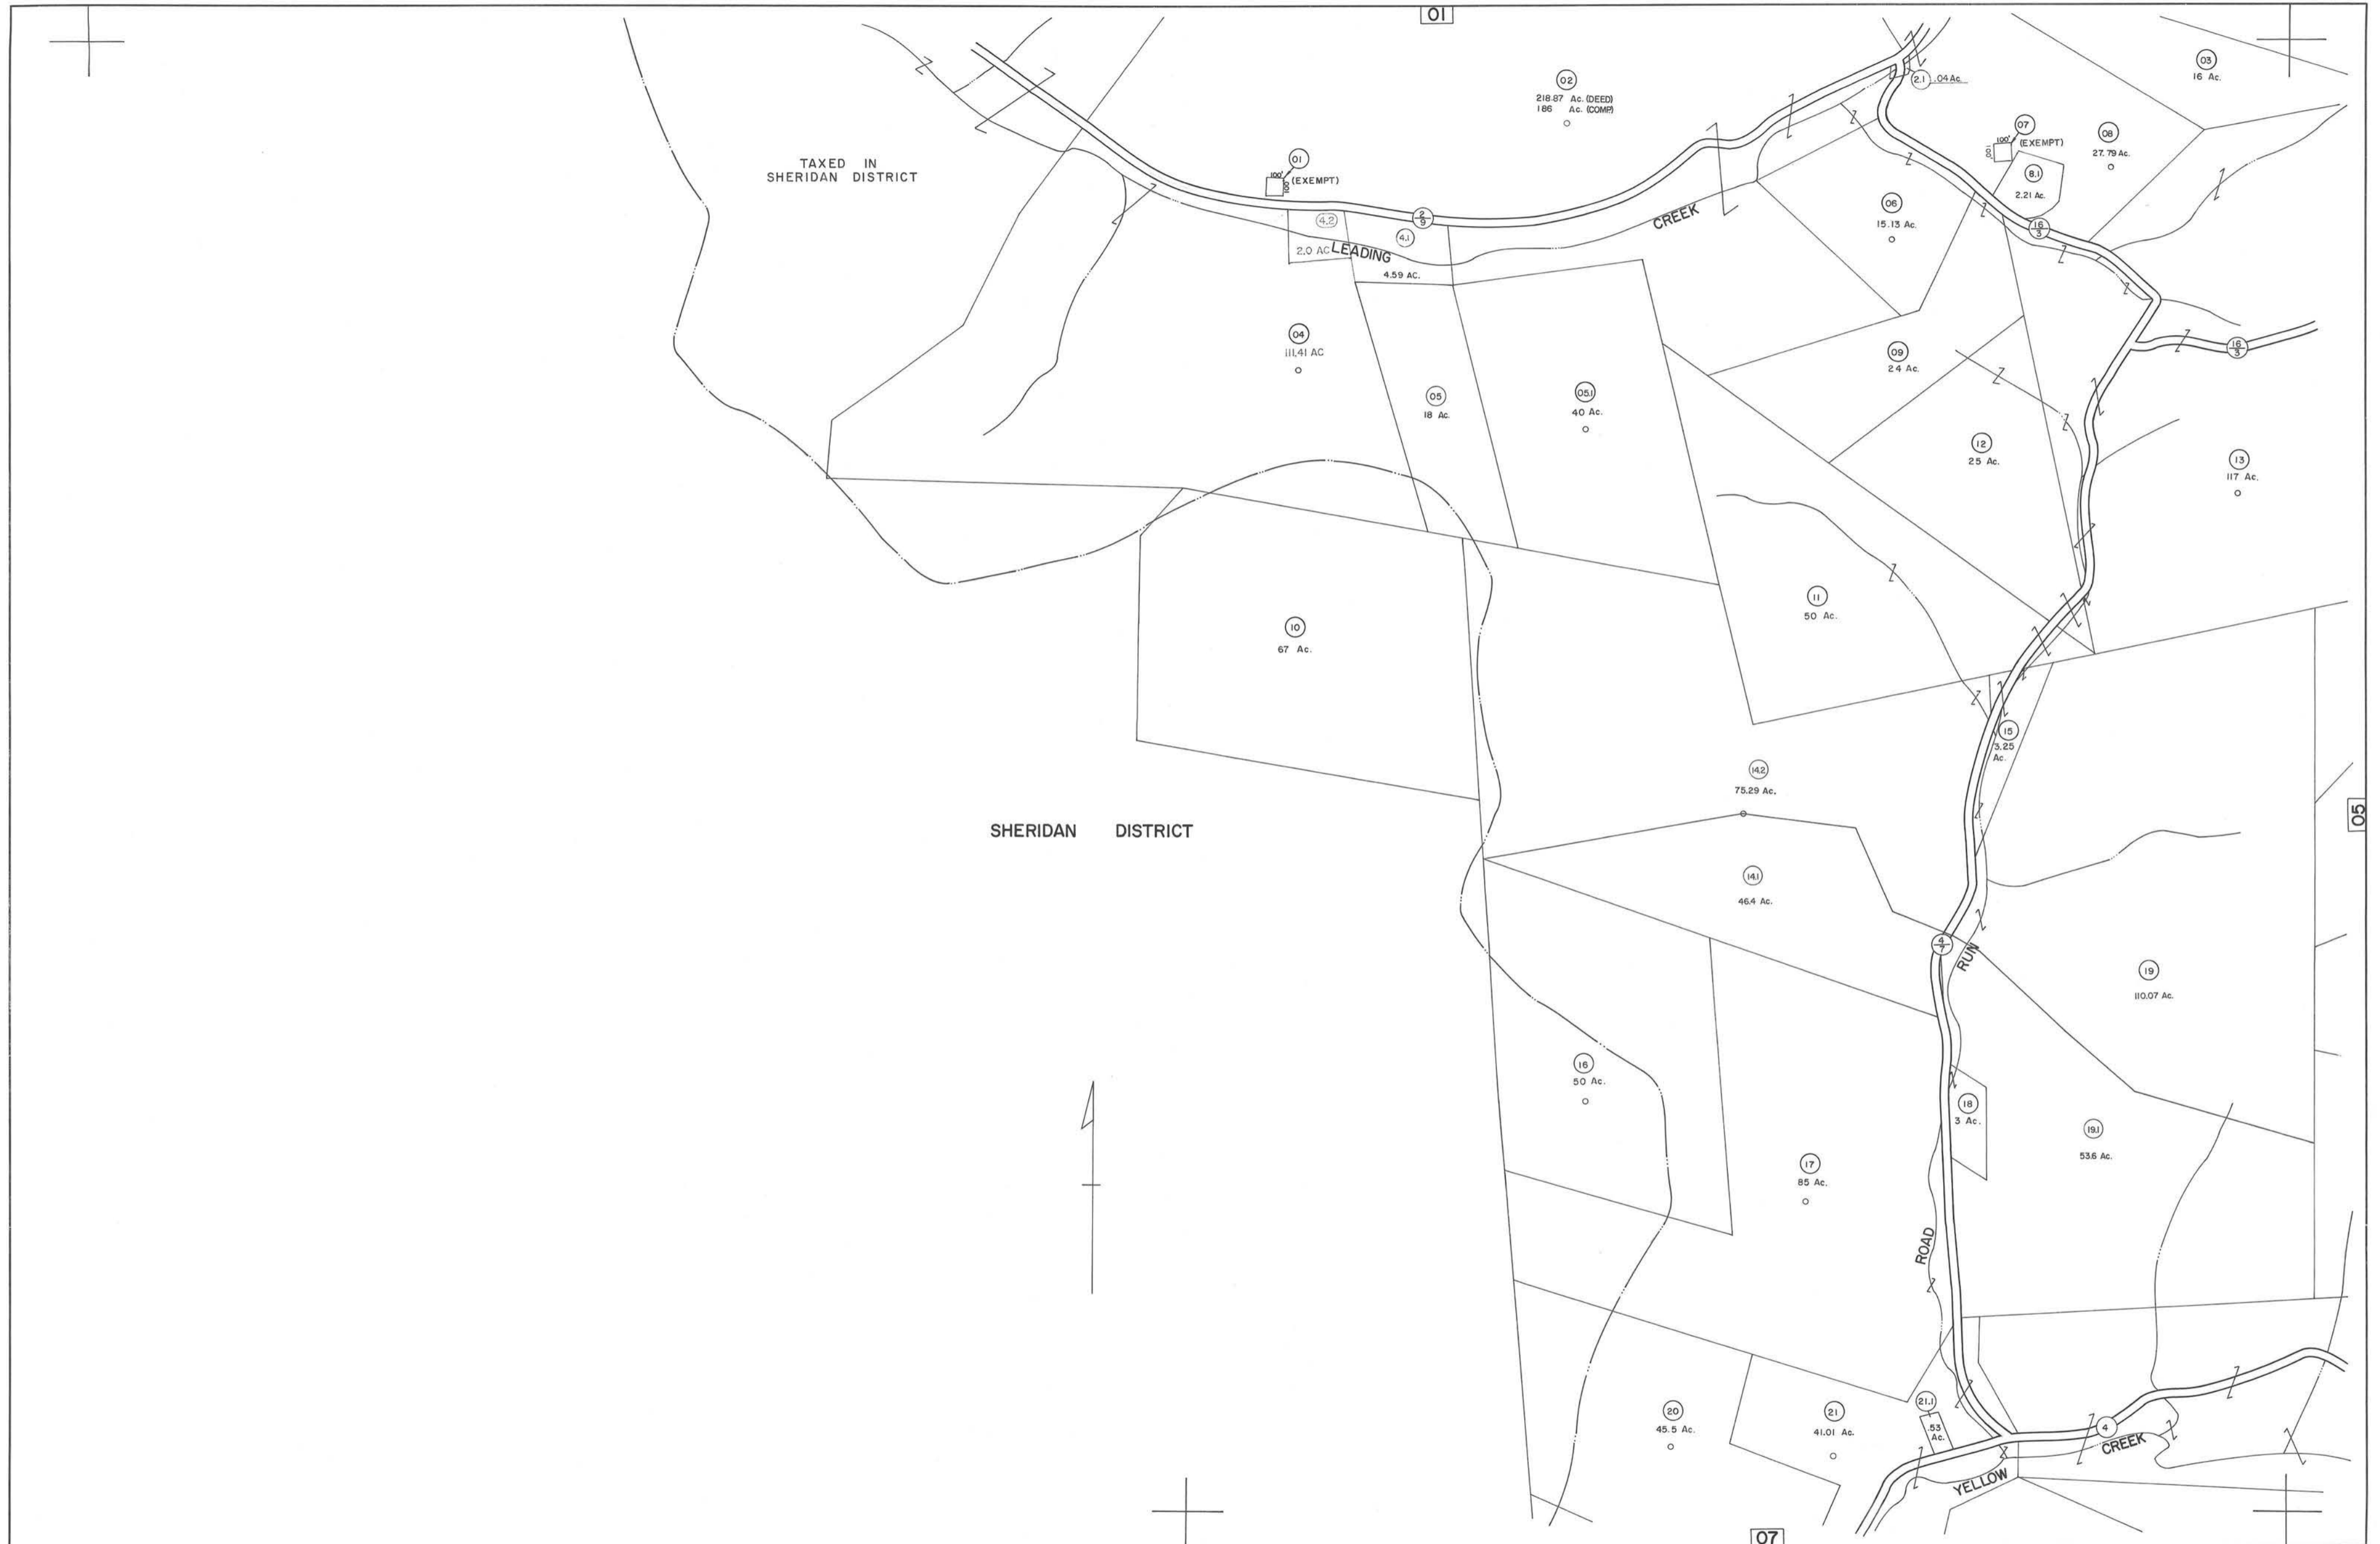 01
02
218.87 Ac. (DEED)
186 Ac. (COMP)
2.1 .04 Ac.
03
16 Ac.
TAXED IN
SHERIDAN DISTRICT
01
100'
100'
(EXEMPT)
07
100'
100'
(EXEMPT)
08
27.79 Ac.
8.1
2.21 Ac.
06
15.13 Ac.
16
3
4.2
2.0 AC
4.1
4.59 AC.
2
9
LEADING
CREEK
04
111.41 AC
05
18 Ac.
05.1
40 Ac.
09
24 Ac.
16
3
12
25 Ac.
13
117 Ac.
10
67 Ac.
11
50 Ac.
15
3.25
Ac.
14.2
75.29 Ac.
SHERIDAN DISTRICT
05
14.1
46.4 Ac.
4
7
RUN
19
110.07 Ac.
16
50 Ac.
18
3 Ac.
19.1
53.6 Ac.
17
85 Ac.
ROAD
20
45.5 Ac.
21
41.01 Ac.
21.1
.53
Ac.
4
CREEK
YELLOW
07